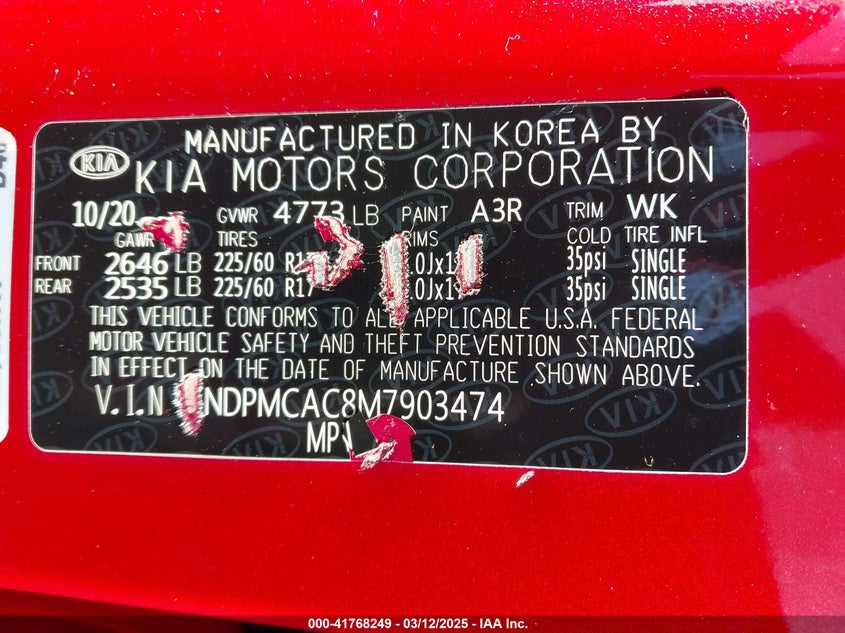 MANUFACTURED IN KOREA BY
KIA KIA MOTORS CORPORATION
10/20 GVWR 4773 LB PAINT A3R TRIM WK
GAWR TIRES RIMS COLD TIRE INFL
FRONT 2646 LB 225/60 .0Jx1 35psi SINGLE
REAR 2535 LB 225/60 R17 .0Jx1 35psi SINGLE
THIS VEHICLE CONFORMS TO ALL APPLICABLE U.S.A. FEDERAL
MOTOR VEHICLE SAFETY AND THEFT PREVENTION STANDARDS
IN EFFECT ON THE DATE OF MANUFACTURE SHOWN ABOVE.
V.I.N NDPMCAC8M7903474
000-41768249 - 03/12/2025 - IAA Inc.